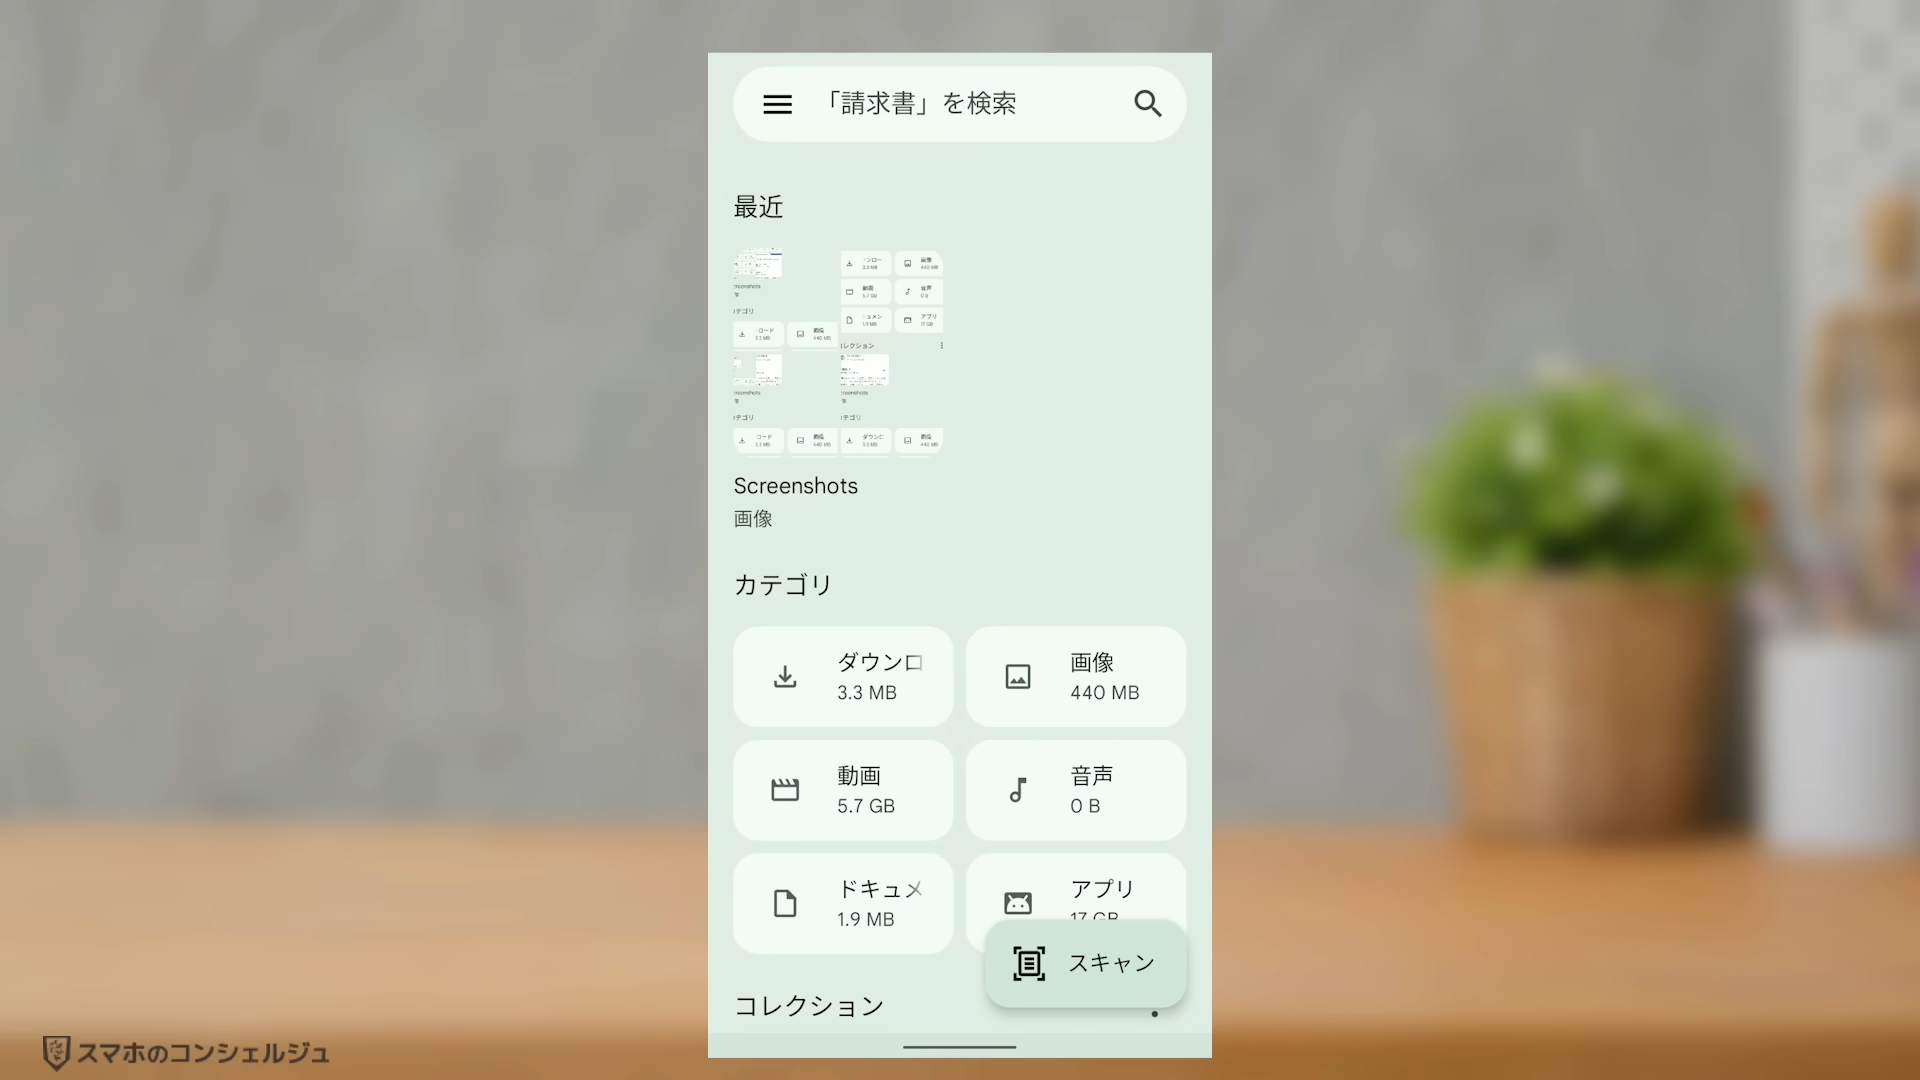 「請求書」を検索
最近
Screenshots
画像
カテゴリ
ダウンロ
3.3 MB
画像
440 MB
動画
5.7 GB
音声
0 B
ドキュメ
1.9 MB
アプリ
17 GB
スキャン
コレクション
スマホのコンシェルジュ